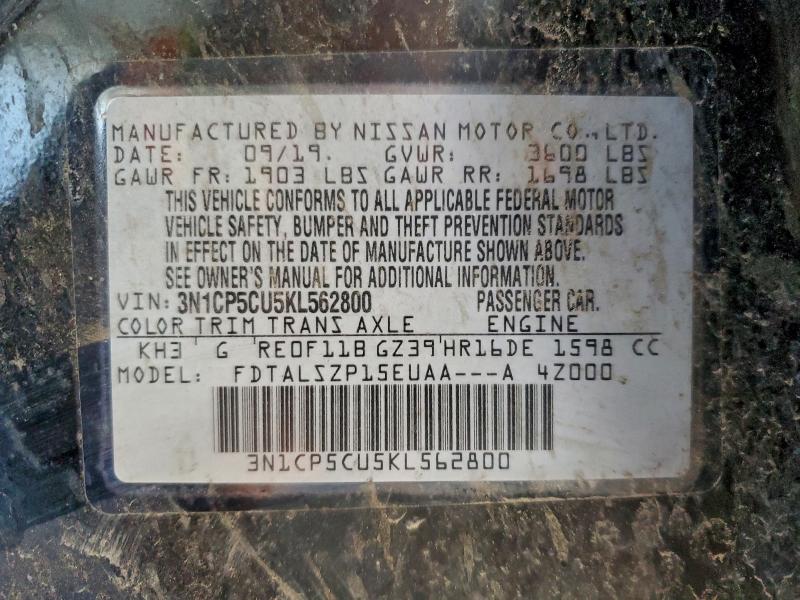 MANUFACTURED BY NISSAN MOTOR CO., LTD.
DATE: 09/19. GVWR: 3600 LBS
GAWR FR: 1903 LBS GAWR RR: 1698 LBS
THIS VEHICLE CONFORMS TO ALL APPLICABLE FEDERAL MOTOR
VEHICLE SAFETY, BUMPER AND THEFT PREVENTION STANDARDS
IN EFFECT ON THE DATE OF MANUFACTURE SHOWN ABOVE.
SEE OWNER'S MANUAL FOR ADDITIONAL INFORMATION.
VIN: 3N1CP5CU5KL562800 PASSENGER CAR.
COLOR TRIM TRANS AXLE ENGINE
KH3 G RE0F11B GZ39 HR16DE 1598 CC
MODEL: FDTALSZP15EUAA---A 4Z000
3N1CP5CU5KL562800